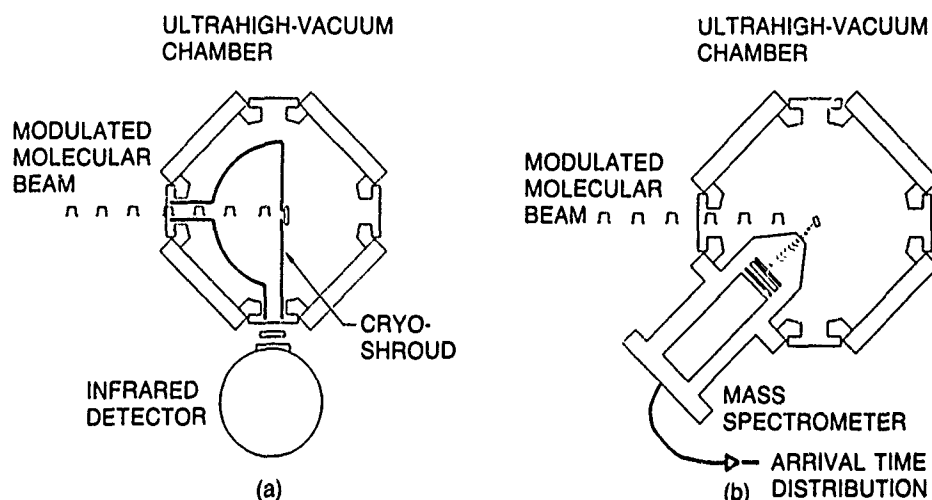 ULTRAHIGH-VACUUM
CHAMBER
MODULATED
MOLECULAR
BEAM
CRYO-
SHROUD
INFRARED
DETECTOR
(a)
ULTRAHIGH-VACUUM
CHAMBER
MODULATED
MOLECULAR
BEAM
MASS
SPECTROMETER
ARRIVAL TIME
DISTRIBUTION
(b)